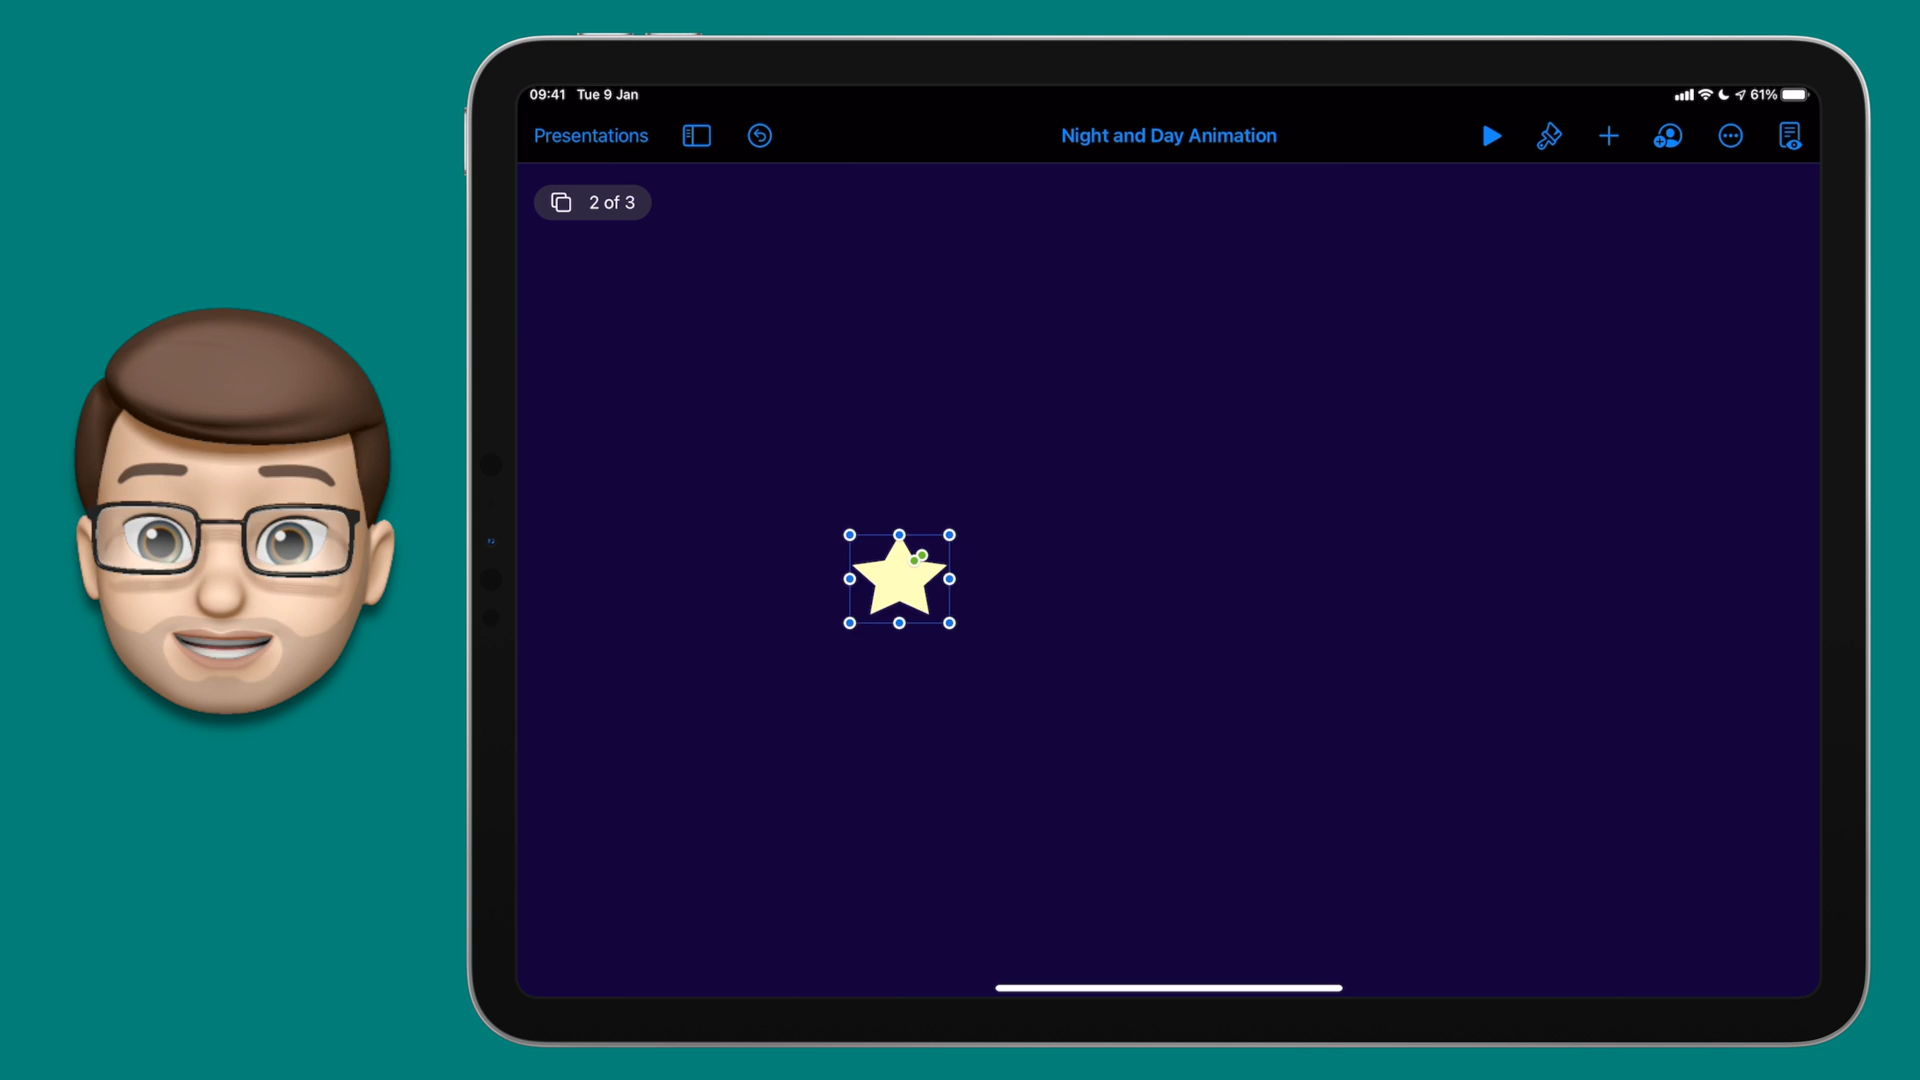 09:41 Tue 9 Jan
61%
Presentations
Night and Day Animation
2 of 3